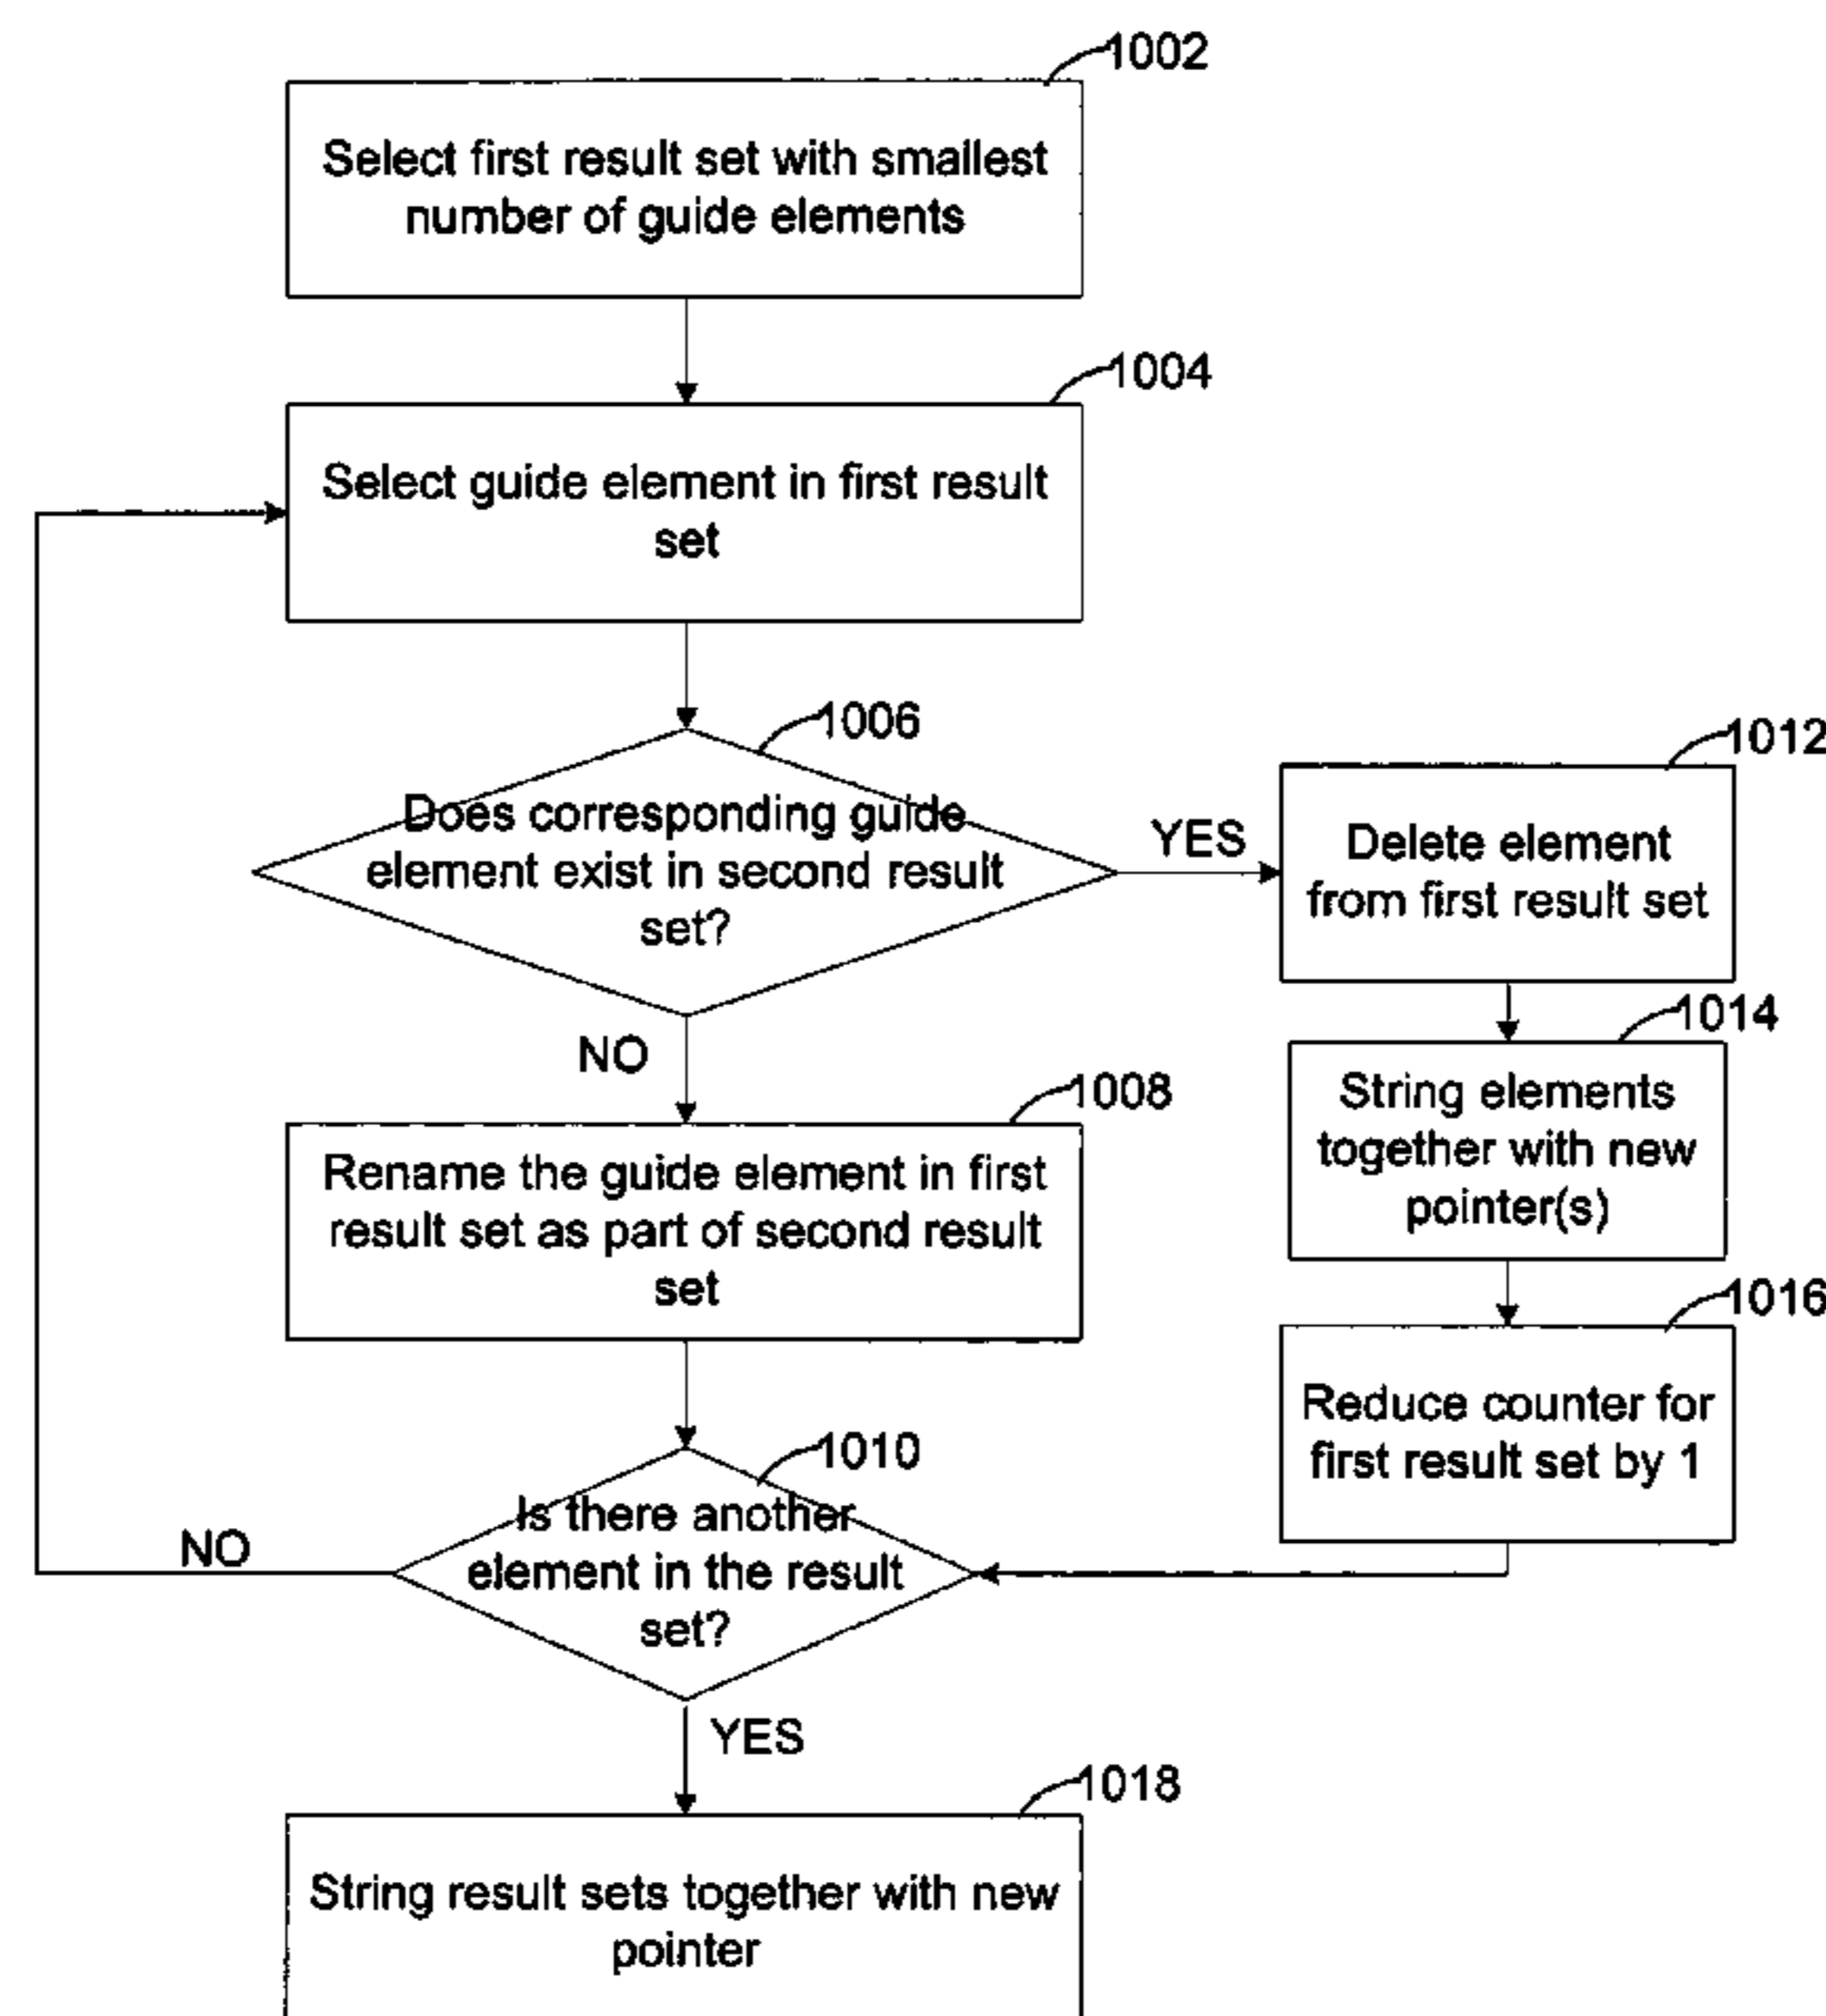 1002
Select first result set with smallest
number of guide elements
1004
Select guide element in first result
set
1006
Does corresponding guide
element exist in second result
set?
YES
1012
Delete element
from first result set
1014
String elements
together with new
pointer(s)
1016
Reduce counter for
first result set by 1
NO
1008
Rename the guide element in first
result set as part of second result
set
1010
Is there another
element in the result
set?
NO
YES
1018
String result sets together with new
pointer